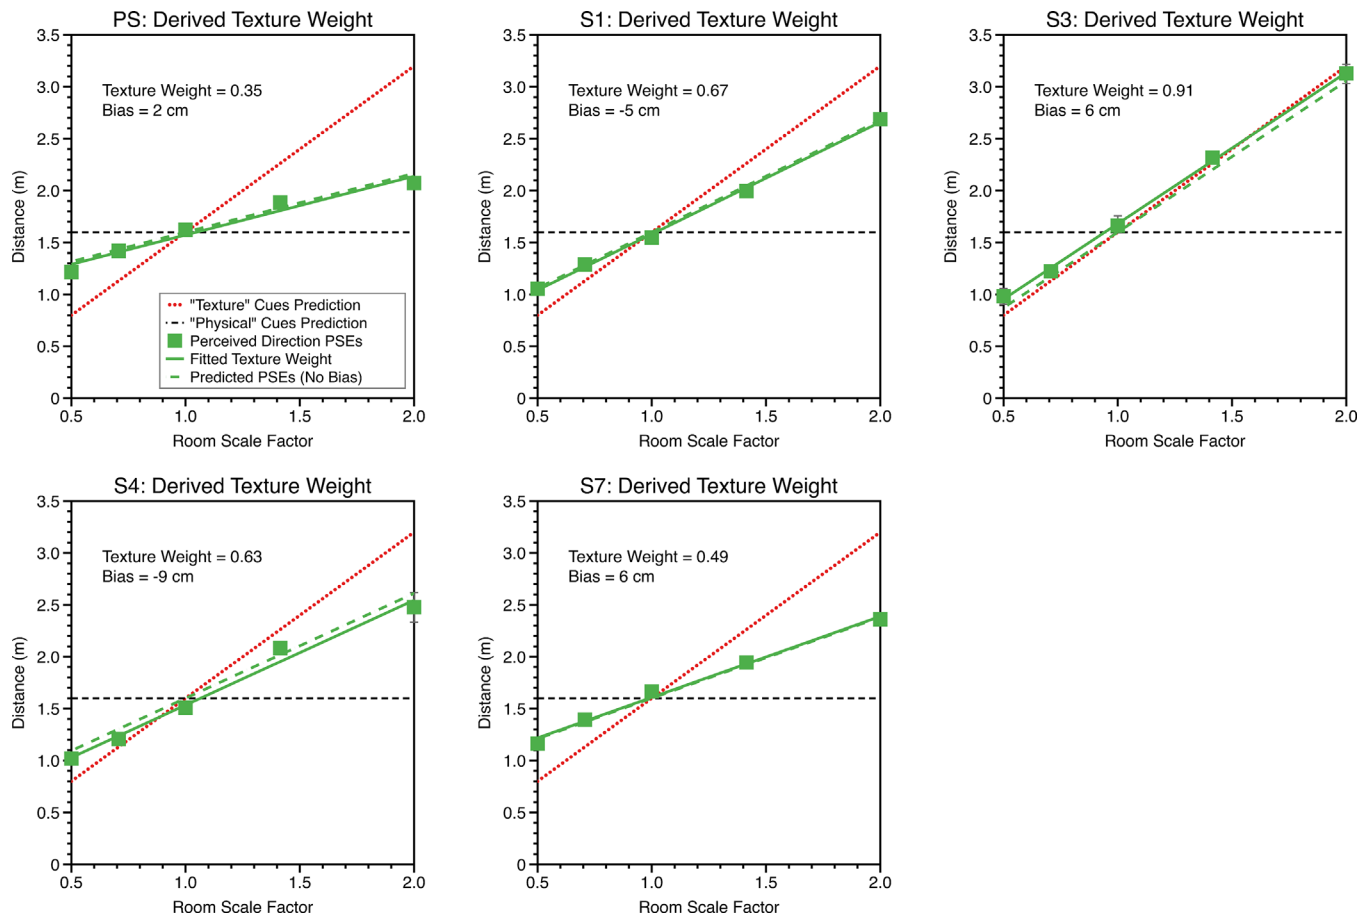 PS: Derived Texture Weight
3.5
3.0
2.5
2.0
1.5
1.0
0.5
0
Distance (m)
Texture Weight = 0.35
Bias = 2 cm
"Texture" Cues Prediction
"Physical" Cues Prediction
Perceived Direction PSEs
Fitted Texture Weight
Predicted PSEs (No Bias)
0.5 1.0 1.5 2.0
Room Scale Factor
S1: Derived Texture Weight
3.5
3.0
2.5
2.0
1.5
1.0
0.5
0
Distance (m)
Texture Weight = 0.67
Bias = -5 cm
0.5 1.0 1.5 2.0
Room Scale Factor
S3: Derived Texture Weight
3.5
3.0
2.5
2.0
1.5
1.0
0.5
0
Distance (m)
Texture Weight = 0.91
Bias = 6 cm
0.5 1.0 1.5 2.0
Room Scale Factor
S4: Derived Texture Weight
3.5
3.0
2.5
2.0
1.5
1.0
0.5
0
Distance (m)
Texture Weight = 0.63
Bias = -9 cm
0.5 1.0 1.5 2.0
Room Scale Factor
S7: Derived Texture Weight
3.5
3.0
2.5
2.0
1.5
1.0
0.5
0
Distance (m)
Texture Weight = 0.49
Bias = 6 cm
0.5 1.0 1.5 2.0
Room Scale Factor